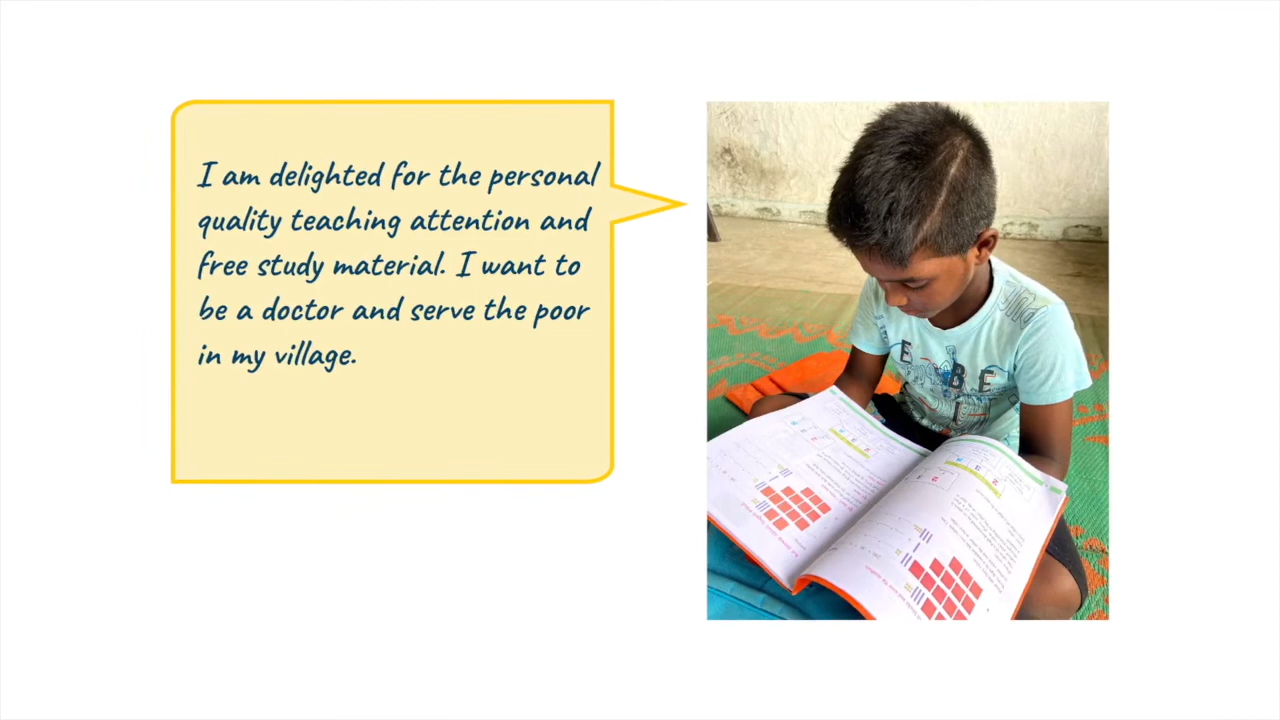 I am delighted for the personal
quality teaching attention and
free study material. I want to
be a doctor and serve the poor
in my village.